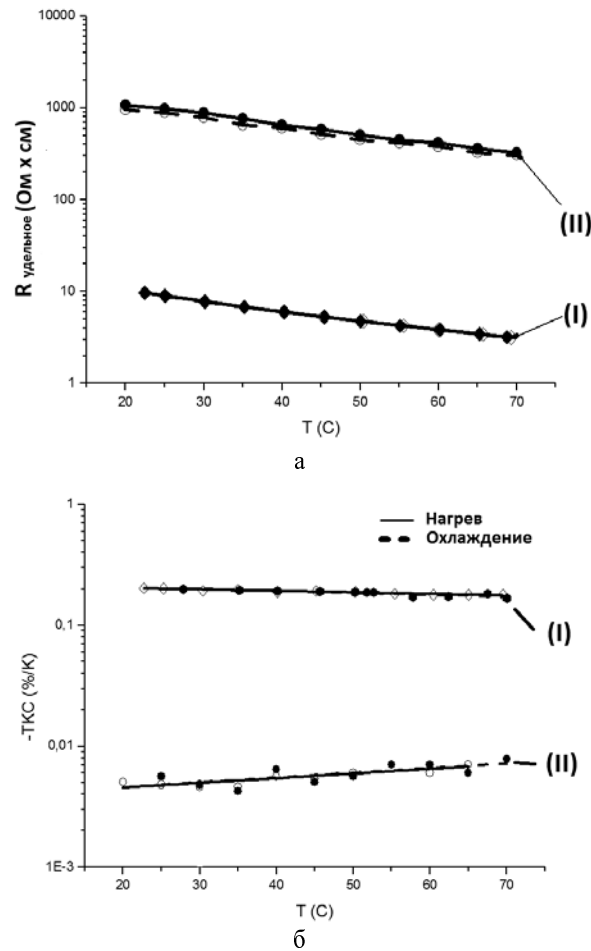 10000
1000
100
10
1
R удельное (Ом х см)
(II)
(I)
20 30 40 50 60 70
T (C)
а
1
0,1
0,01
1E-3
-ТКС (%/K)
Нагрев
Охлаждение
(I)
(II)
20 30 40 50 60 70
T (C)
б